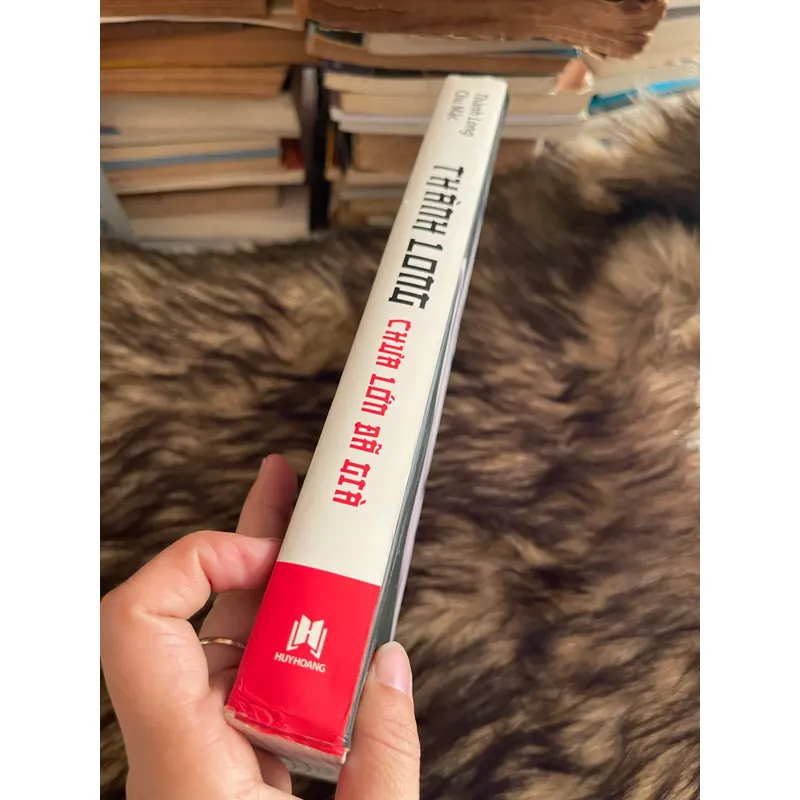 Thành Long
Chu Mặc
THÀNH LONG
CHƯA LỚN ĐÃ GIÀ
HUYHOANG